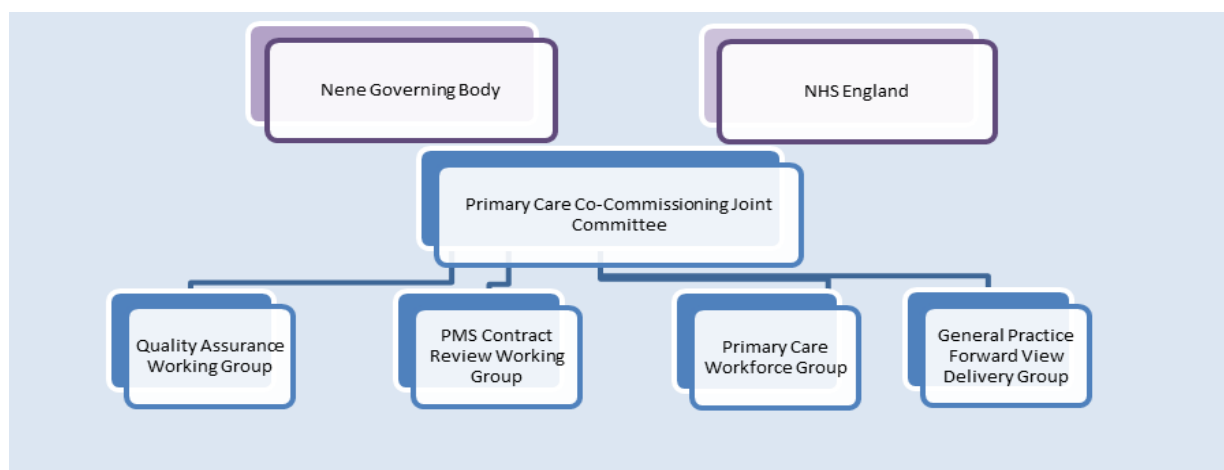 Nene Governing Body
NHS England
Primary Care Co-Commissioning Joint
Committee
Quality Assurance
Working Group
PMS Contract
Review Working
Group
Primary Care
Workforce Group
General Practice
Forward View
Delivery Group